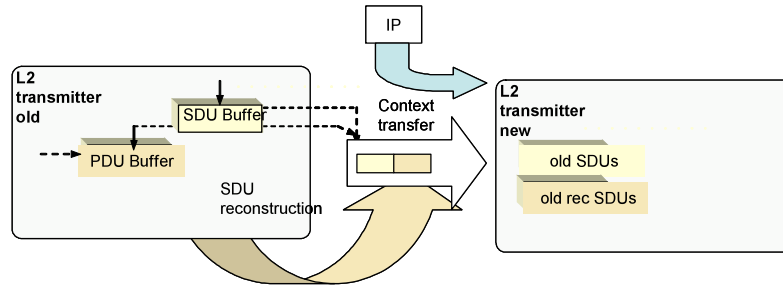 IP
L2
transmitter
old
SDU Buffer
PDU Buffer
SDU
reconstruction
Context
transfer
L2
transmitter
new
old SDUs
old rec SDUs